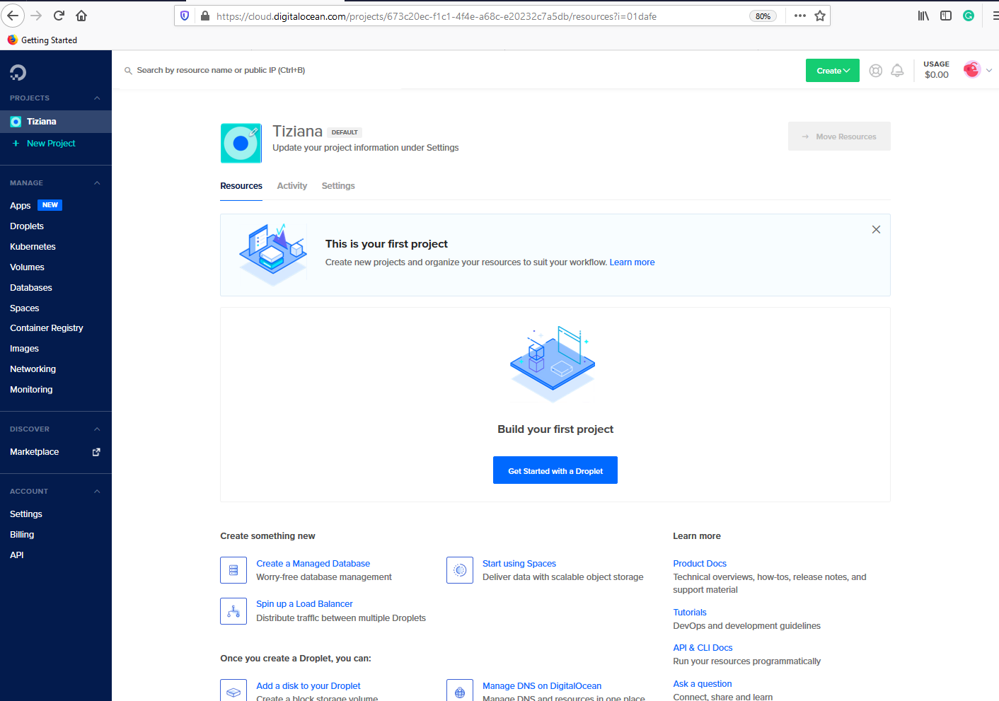 https://cloud.digitalocean.com/projects/673c20ec-f1c1-4f4e-a68c-e20232c7a5db/resources?i=01dafe
80%
Getting Started
Search by resource name or public IP (Ctrl+B)
Create
USAGE
$0.00
PROJECTS
Tiziana
New Project
MANAGE
Apps NEW
Droplets
Kubernetes
Volumes
Databases
Spaces
Container Registry
Images
Networking
Monitoring
DISCOVER
Marketplace
ACCOUNT
Settings
Billing
API
Tiziana DEFAULT
Update your project information under Settings
Move Resources
Resources Activity Settings
This is your first project
Create new projects and organize your resources to suit your workflow. Learn more
Build your first project
Get Started with a Droplet
Create something new
Create a Managed Database
Worry-free database management
Start using Spaces
Deliver data with scalable object storage
Spin up a Load Balancer
Distribute traffic between multiple Droplets
Once you create a Droplet, you can:
Add a disk to your Droplet
Create a block storage volume
Manage DNS on DigitalOcean
Manage DNS and resources in one place
Learn more
Product Docs
Technical overviews, how-tos, release notes, and
support material
Tutorials
DevOps and development guidelines
API & CLI Docs
Run your resources programmatically
Ask a question
Connect, share and learn